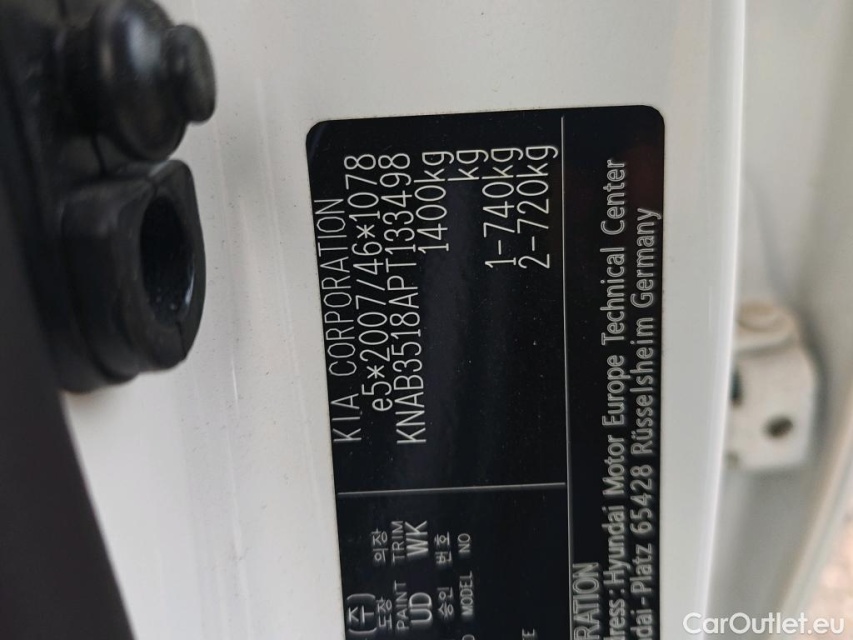 KIA CORPORATION
e5*2007/46*1078
KNAB3518APT133498
1400kg
kg
1-740kg
2-720kg
(주)
도장 의장
PAINT TRIM
UD WK
승인 번호
MODEL NO
RATION
ress : Hyundai Motor Europe Technical Center
dai-Platz 65428 Rüsselsheim Germany
CarOutlet.eu